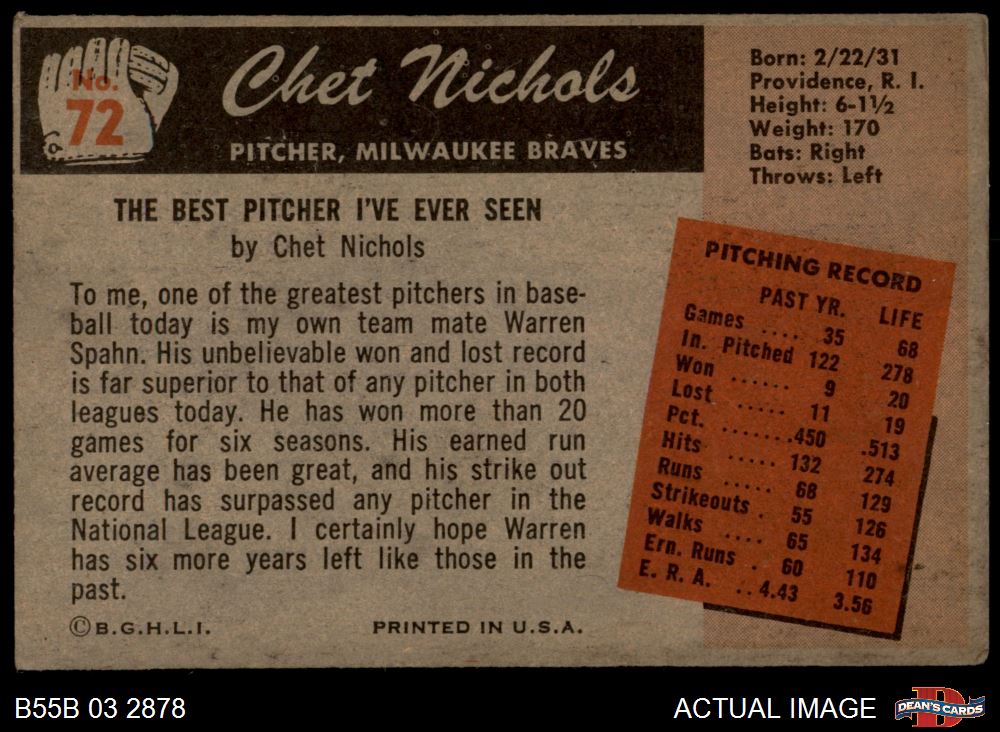 No.
72
Chet Nichols
PITCHER, MILWAUKEE BRAVES
Born: 2/22/31
Providence, R. I.
Height: 6-1½
Weight: 170
Bats: Right
Throws: Left
THE BEST PITCHER I'VE EVER SEEN
by Chet Nichols
To me, one of the greatest pitchers in base-
ball today is my own team mate Warren
Spahn. His unbelievable won and lost record
is far superior to that of any pitcher in both
leagues today. He has won more than 20
games for six seasons. His earned run
average has been great, and his strike out
record has surpassed any pitcher in the
National League. I certainly hope Warren
has six more years left like those in the
past.
©B.G.H.L.I. PRINTED IN U.S.A.
PITCHING RECORD
PAST YR. LIFE
Games .... 35 68
In. Pitched 122 278
Won ...... 9 20
Lost ..... 11 19
Pct. .......450 .513
Hits ..... 132 274
Runs ..... 68 129
Strikeouts . 55 126
Walks .... 65 134
Ern. Runs . 60 110
E. R. A. .. 4.43 3.56
B55B 03 2878
ACTUAL IMAGE
DEAN'S CARDS